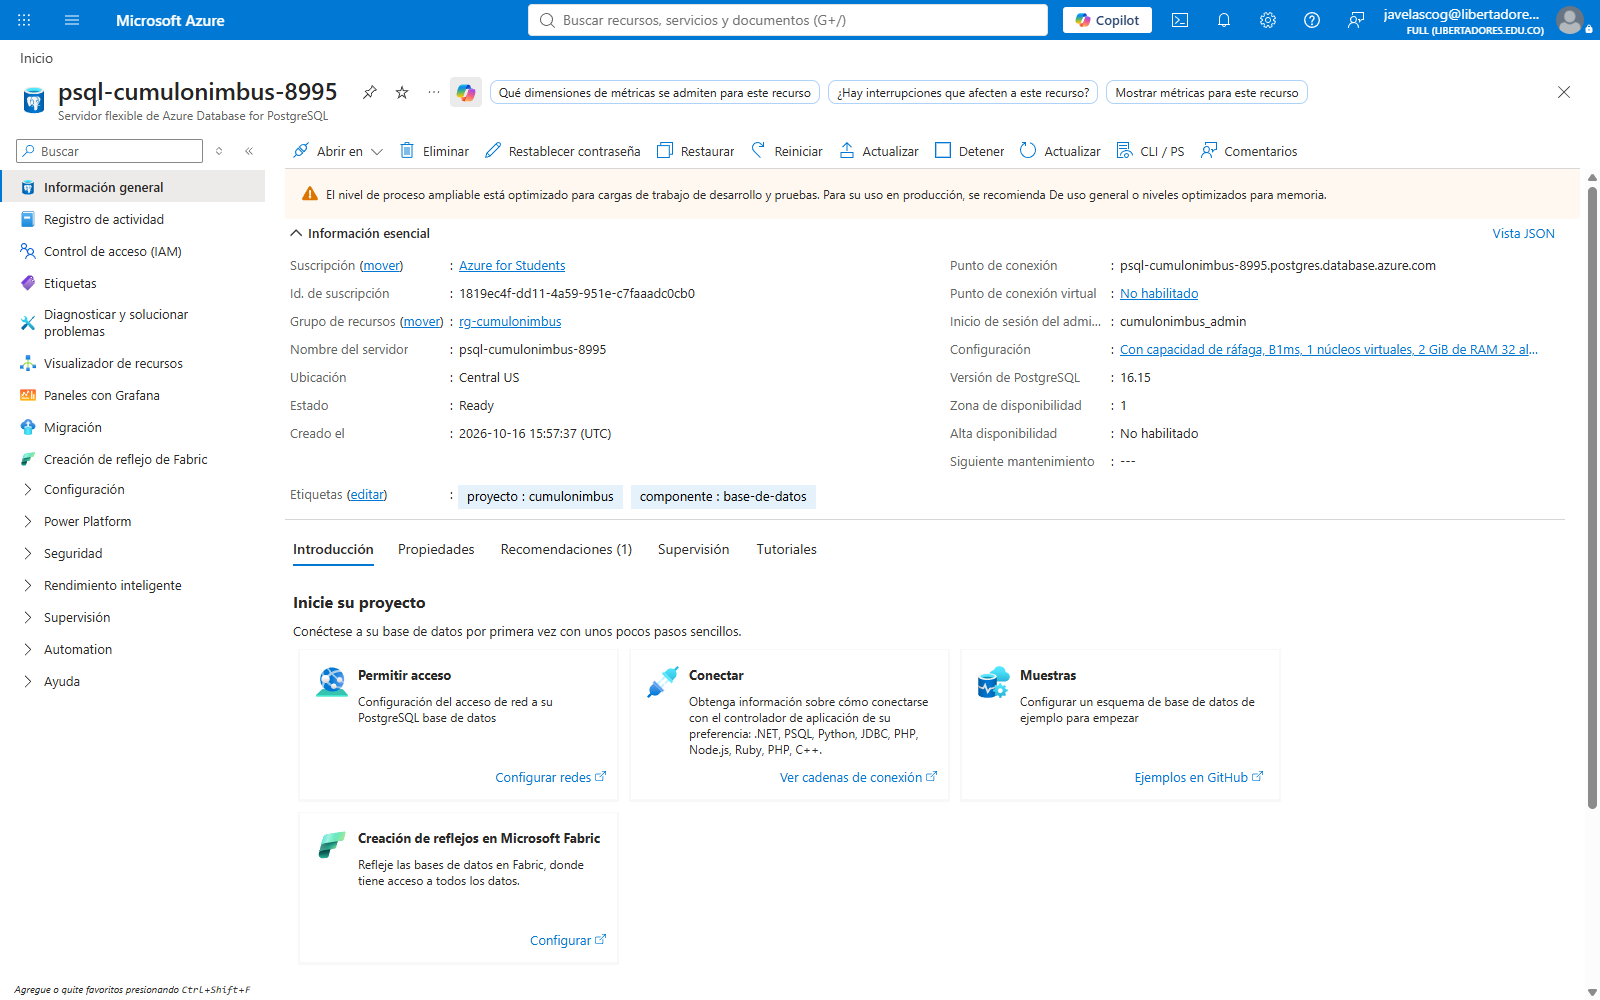 Microsoft Azure
Buscar recursos, servicios y documentos (G+/)
Copilot
javelascog@libertadore...
FULL (LIBERTADORES.EDU.CO)
Inicio
psql-cumulonimbus-8995
Servidor flexible de Azure Database for PostgreSQL
Qué dimensiones de métricas se admiten para este recurso
¿Hay interrupciones que afecten a este recurso?
Mostrar métricas para este recurso
Buscar
Información general
Registro de actividad
Control de acceso (IAM)
Etiquetas
Diagnosticar y solucionar
problemas
Visualizador de recursos
Paneles con Grafana
Migración
Creación de reflejo de Fabric
Configuración
Power Platform
Seguridad
Rendimiento inteligente
Supervisión
Automation
Ayuda
Agregue o quite favoritos presionando Ctrl+Shift+F
Abrir en
Eliminar
Restablecer contraseña
Restaurar
Reiniciar
Actualizar
Detener
Actualizar
CLI / PS
Comentarios
El nivel de proceso ampliable está optimizado para cargas de trabajo de desarrollo y pruebas. Para su uso en producción, se recomienda De uso general o niveles optimizados para memoria.
Información esencial
Vista JSON
Suscripción (mover) : Azure for Students
Id. de suscripción : 1819ec4f-dd11-4a59-951e-c7faaadc0cb0
Grupo de recursos (mover) : rg-cumulonimbus
Nombre del servidor : psql-cumulonimbus-8995
Ubicación : Central US
Estado : Ready
Creado el : 2026-10-16 15:57:37 (UTC)
Punto de conexión : psql-cumulonimbus-8995.postgres.database.azure.com
Punto de conexión virtual : No habilitado
Inicio de sesión del admi... : cumulonimbus_admin
Configuración : Con capacidad de ráfaga, B1ms, 1 núcleos virtuales, 2 GiB de RAM 32 al...
Versión de PostgreSQL : 16.15
Zona de disponibilidad : 1
Alta disponibilidad : No habilitado
Siguiente mantenimiento : ---
Etiquetas (editar) : proyecto : cumulonimbus componente : base-de-datos
Introducción
Propiedades
Recomendaciones (1)
Supervisión
Tutoriales
Inicie su proyecto
Conéctese a su base de datos por primera vez con unos pocos pasos sencillos.
Permitir acceso
Configuración del acceso de red a su
PostgreSQL base de datos
Configurar redes
Conectar
Obtenga información sobre cómo conectarse
con el controlador de aplicación de su
preferencia: .NET, PSQL, Python, JDBC, PHP,
Node.js, Ruby, PHP, C++.
Ver cadenas de conexión
Muestras
Configurar un esquema de base de datos de
ejemplo para empezar
Ejemplos en GitHub
Creación de reflejos en Microsoft Fabric
Refleje las bases de datos en Fabric, donde
tiene acceso a todos los datos.
Configurar